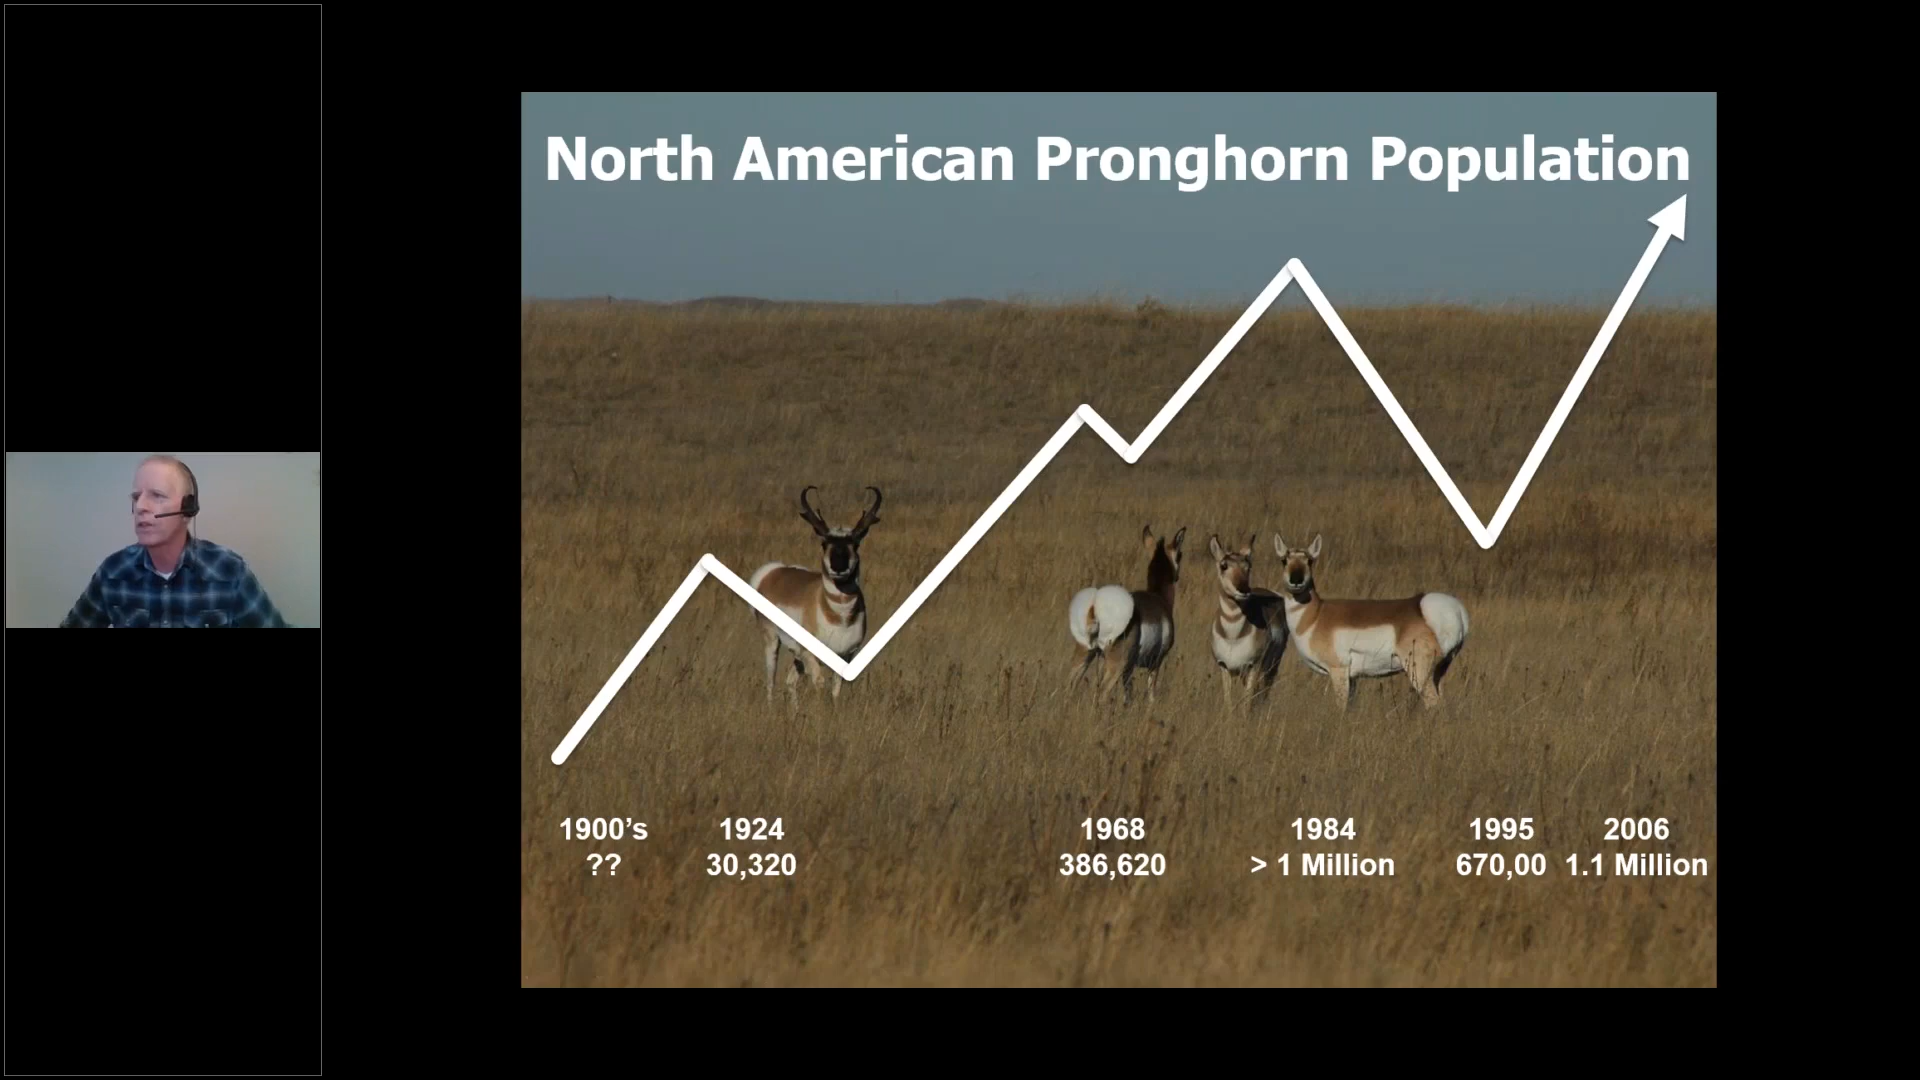 North American Pronghorn Population
1900’s 1924 1968 1984 1995 2006
?? 30,320 386,620 > 1 Million 670,00 1.1 Million